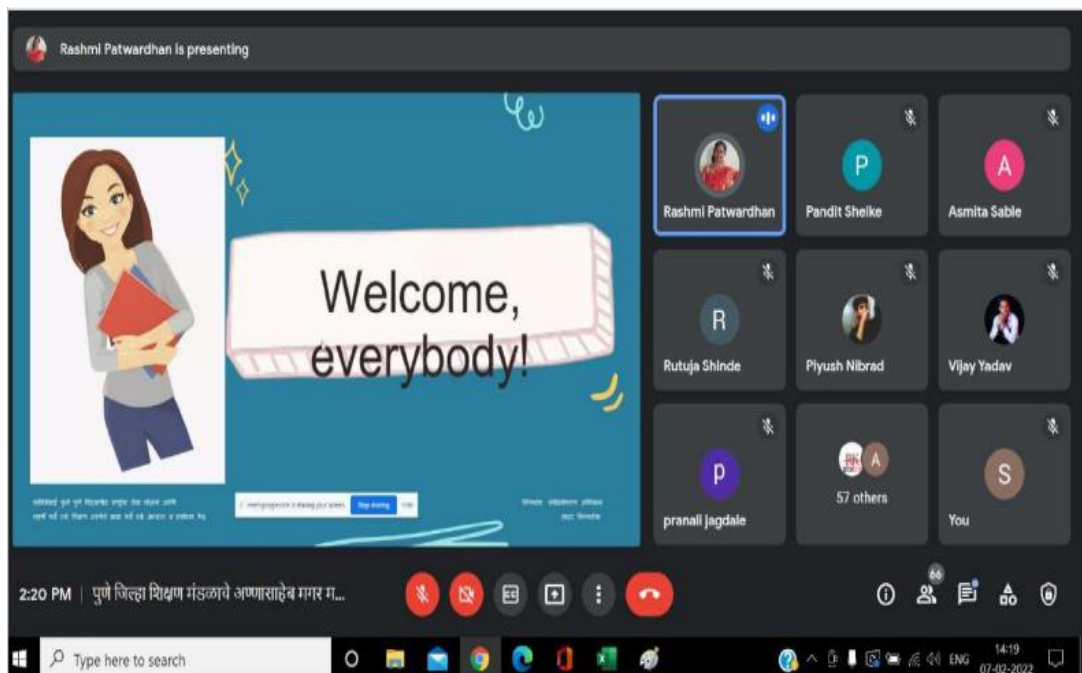 Rashmi Patwardhan is presenting
Welcome,
everybody!
Rashmi Patwardhan
P
Pandit Shelke
A
Asmita Sable
R
Rutuja Shinde
Piyush Nibrad
Vijay Yadav
p
pranali jagdale
A
57 others
S
You
Stop sharing
2:20 PM | पुणे जिल्हा शिक्षण मंडळाचे अण्णासाहेब मगर म...
66
Type here to search
ENG
14:19
07-02-2022